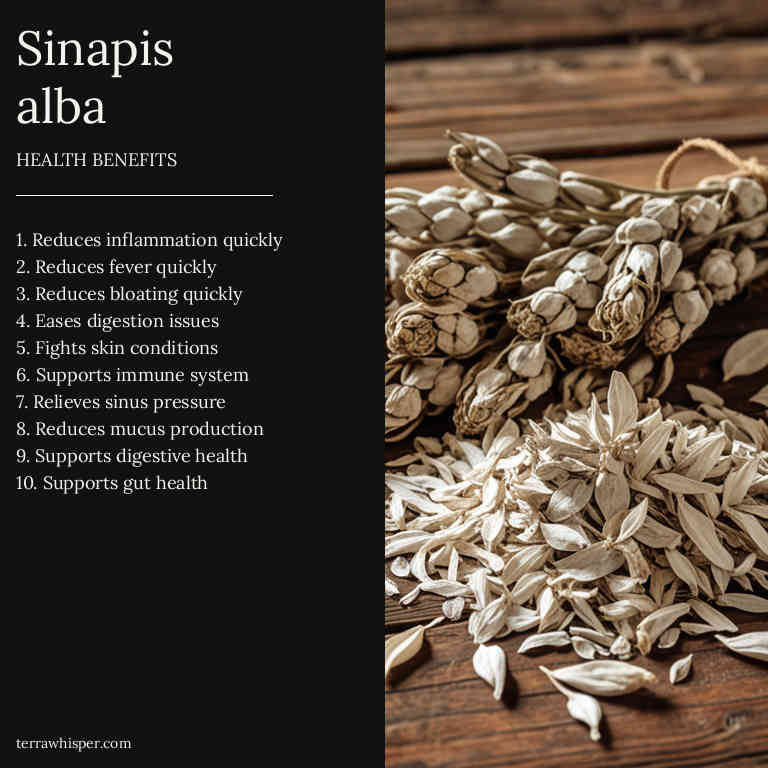 Sinapis
alba
HEALTH BENEFITS
1. Reduces inflammation quickly
2. Reduces fever quickly
3. Reduces bloating quickly
4. Eases digestion issues
5. Fights skin conditions
6. Supports immune system
7. Relieves sinus pressure
8. Reduces mucus production
9. Supports digestive health
10. Supports gut health
terrawhisper.com